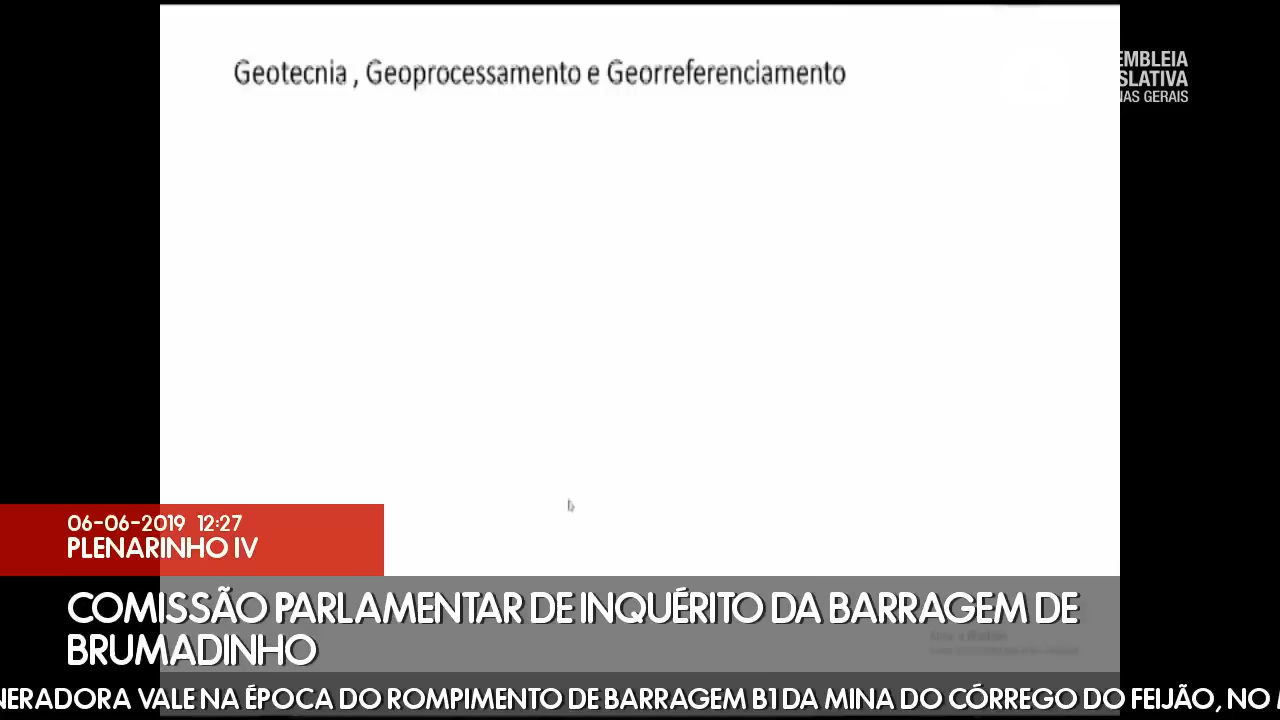 Geotecnia , Geoprocessamento e Georreferenciamento
EMBLEIA
SLATIVA
NAS GERAIS
06-06-2019 12:27
PLENARINHO IV
COMISSÃO PARLAMENTAR DE INQUÉRITO DA BARRAGEM DE
BRUMADINHO
NERADORA VALE NA ÉPOCA DO ROMPIMENTO DE BARRAGEM B1 DA MINA DO CÓRREGO DO FEIJÃO, NO